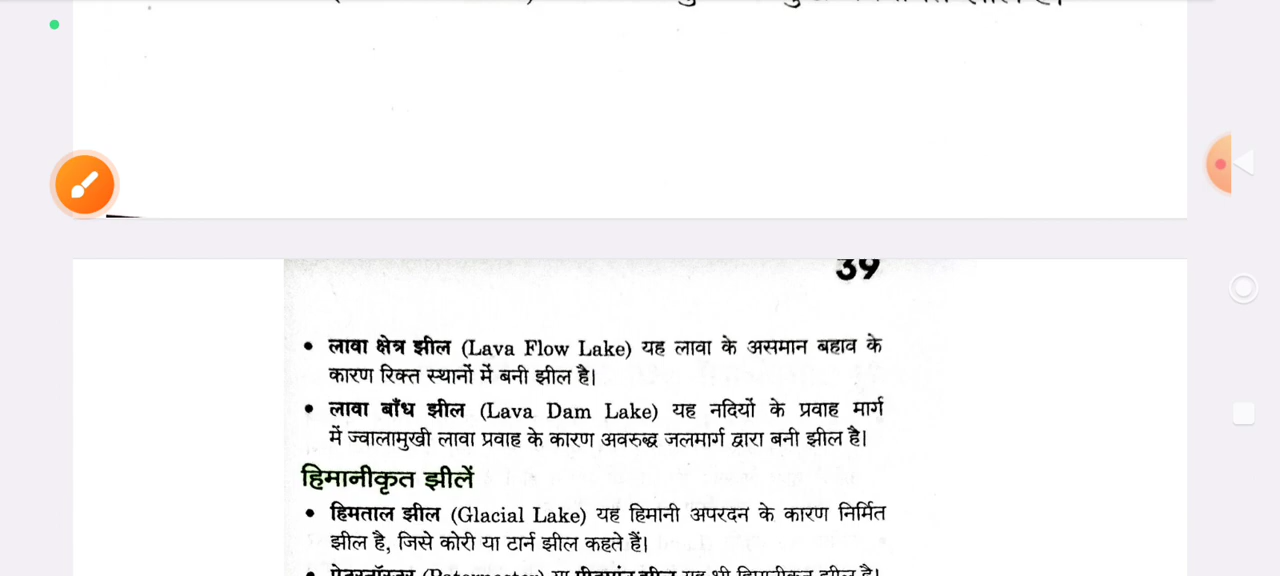 39
• लावा क्षेत्र झील (Lava Flow Lake) यह लावा के असमान बहाव के
कारण रिक्त स्थानों में बनी झील है।
• लावा बाँध झील (Lava Dam Lake) यह नदियों के प्रवाह मार्ग
में ज्वालामुखी लावा प्रवाह के कारण अवरुद्ध जलमार्ग द्वारा बनी झील है।
हिमानीकृत झीलें
• हिमताल झील (Glacial Lake) यह हिमानी अपरदन के कारण निर्मित
झील है, जिसे कोरी या टार्न झील कहते हैं।
यह भी हिमानीकृत झील है।